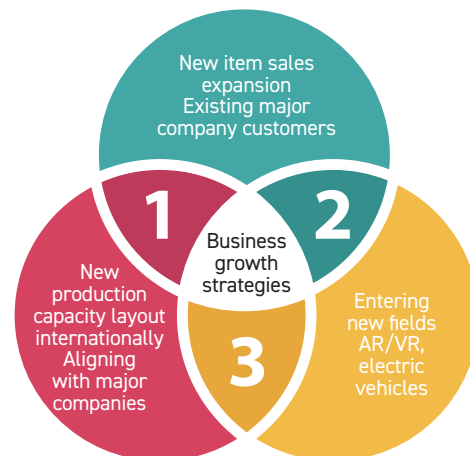 New item sales
expansion
Existing major
company customers
1
2
Business
growth
strategies
New
production
capacity layout
internationally
Aligning
with major
companies
Entering
new fields
AR/VR,
electric
vehicles
3